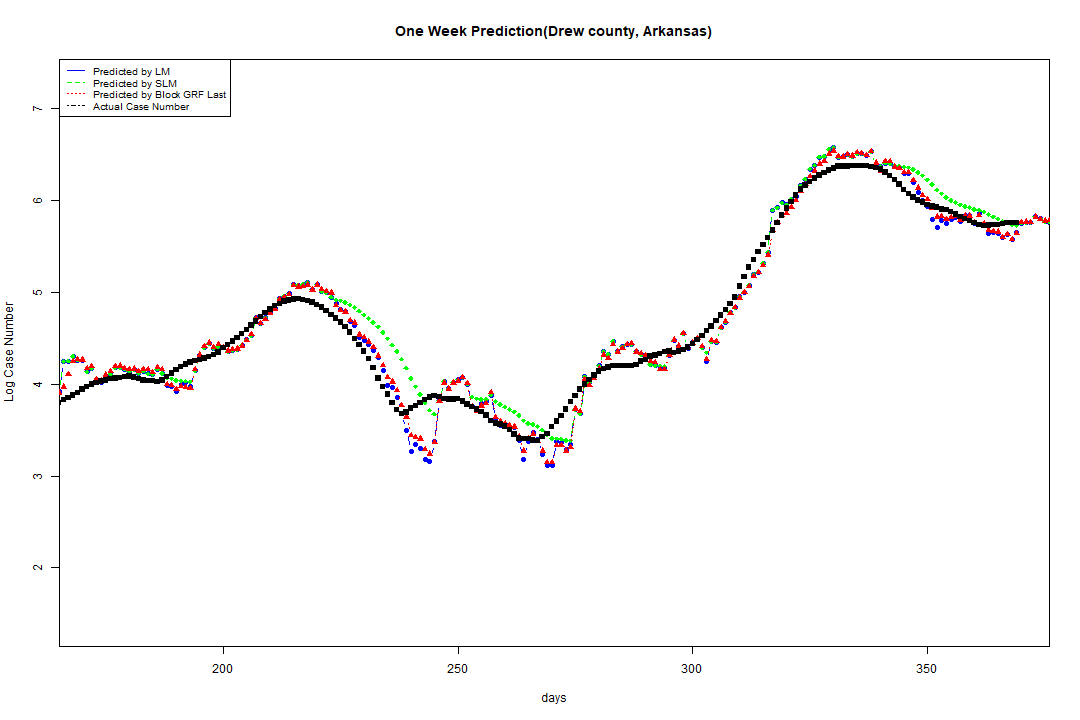 One Week Prediction(Drew county, Arkansas)
Predicted by LM
Predicted by SLM
Predicted by Block GRF Last
Actual Case Number
7
6
5
4
3
2
Log Case Number
200
250
300
350
days